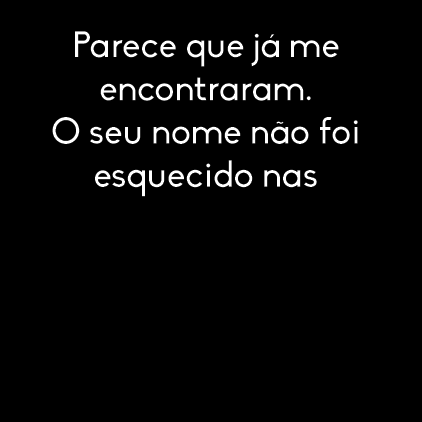 Parece que já me
encontraram.
O seu nome não foi
esquecido nas